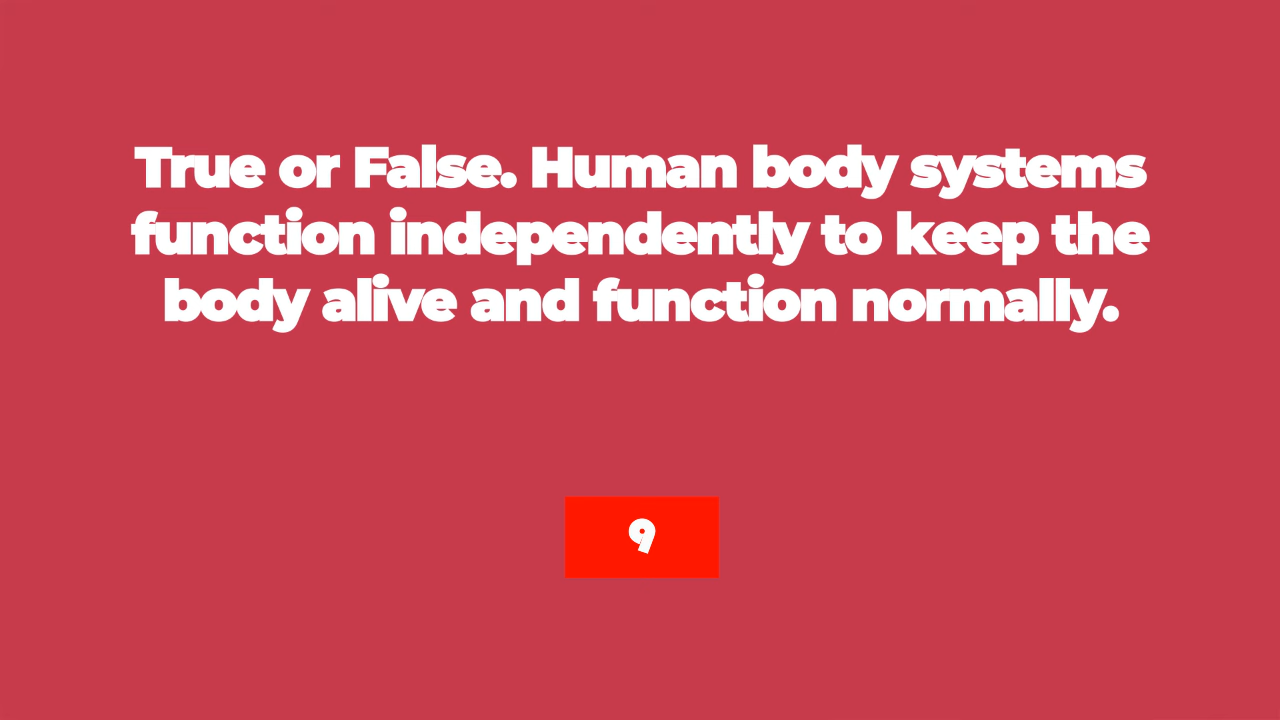 True or False. Human body systems
function independently to keep the
body alive and function normally.
9